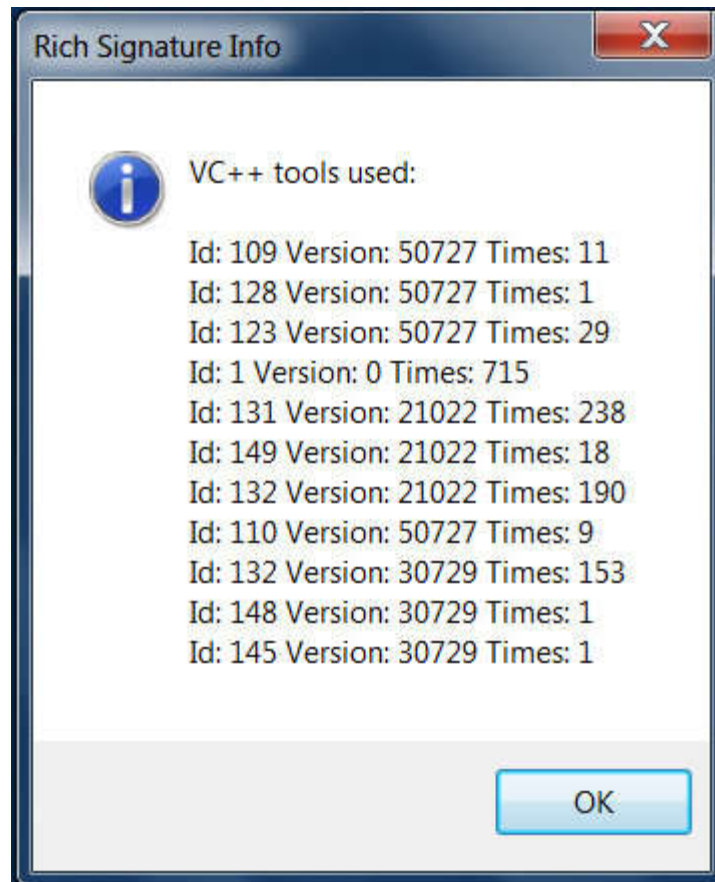 Rich Signature Info
VC++ tools used:
Id: 109 Version: 50727 Times: 11
Id: 128 Version: 50727 Times: 1
Id: 123 Version: 50727 Times: 29
Id: 1 Version: 0 Times: 715
Id: 131 Version: 21022 Times: 238
Id: 149 Version: 21022 Times: 18
Id: 132 Version: 21022 Times: 190
Id: 110 Version: 50727 Times: 9
Id: 132 Version: 30729 Times: 153
Id: 148 Version: 30729 Times: 1
Id: 145 Version: 30729 Times: 1
OK